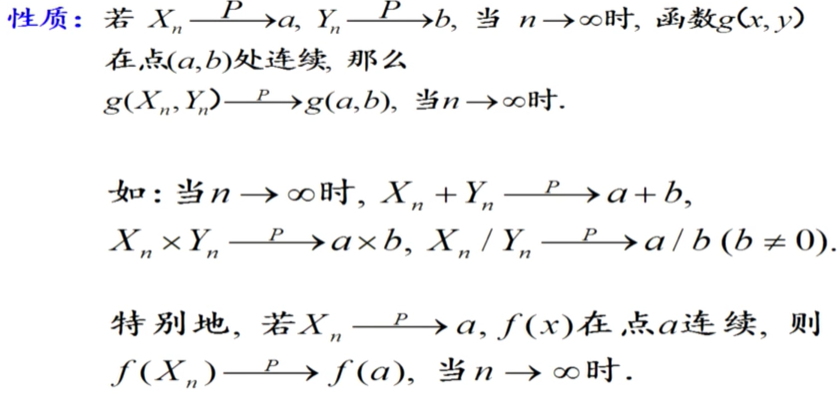 性质：若 Xₙ —P→ a, Yₙ —P→ b, 当 n→∞时, 函数g(x, y)
在点(a,b)处连续, 那么
g(Xₙ,Yₙ) —P→ g(a,b), 当n→∞时.
如：当n→∞时, Xₙ + Yₙ —P→ a + b,
Xₙ × Yₙ —P→ a×b, Xₙ / Yₙ —P→ a / b (b ≠ 0).
特别地, 若Xₙ —P→ a, f(x)在点a连续, 则
f(Xₙ) —P→ f(a), 当n→∞时.